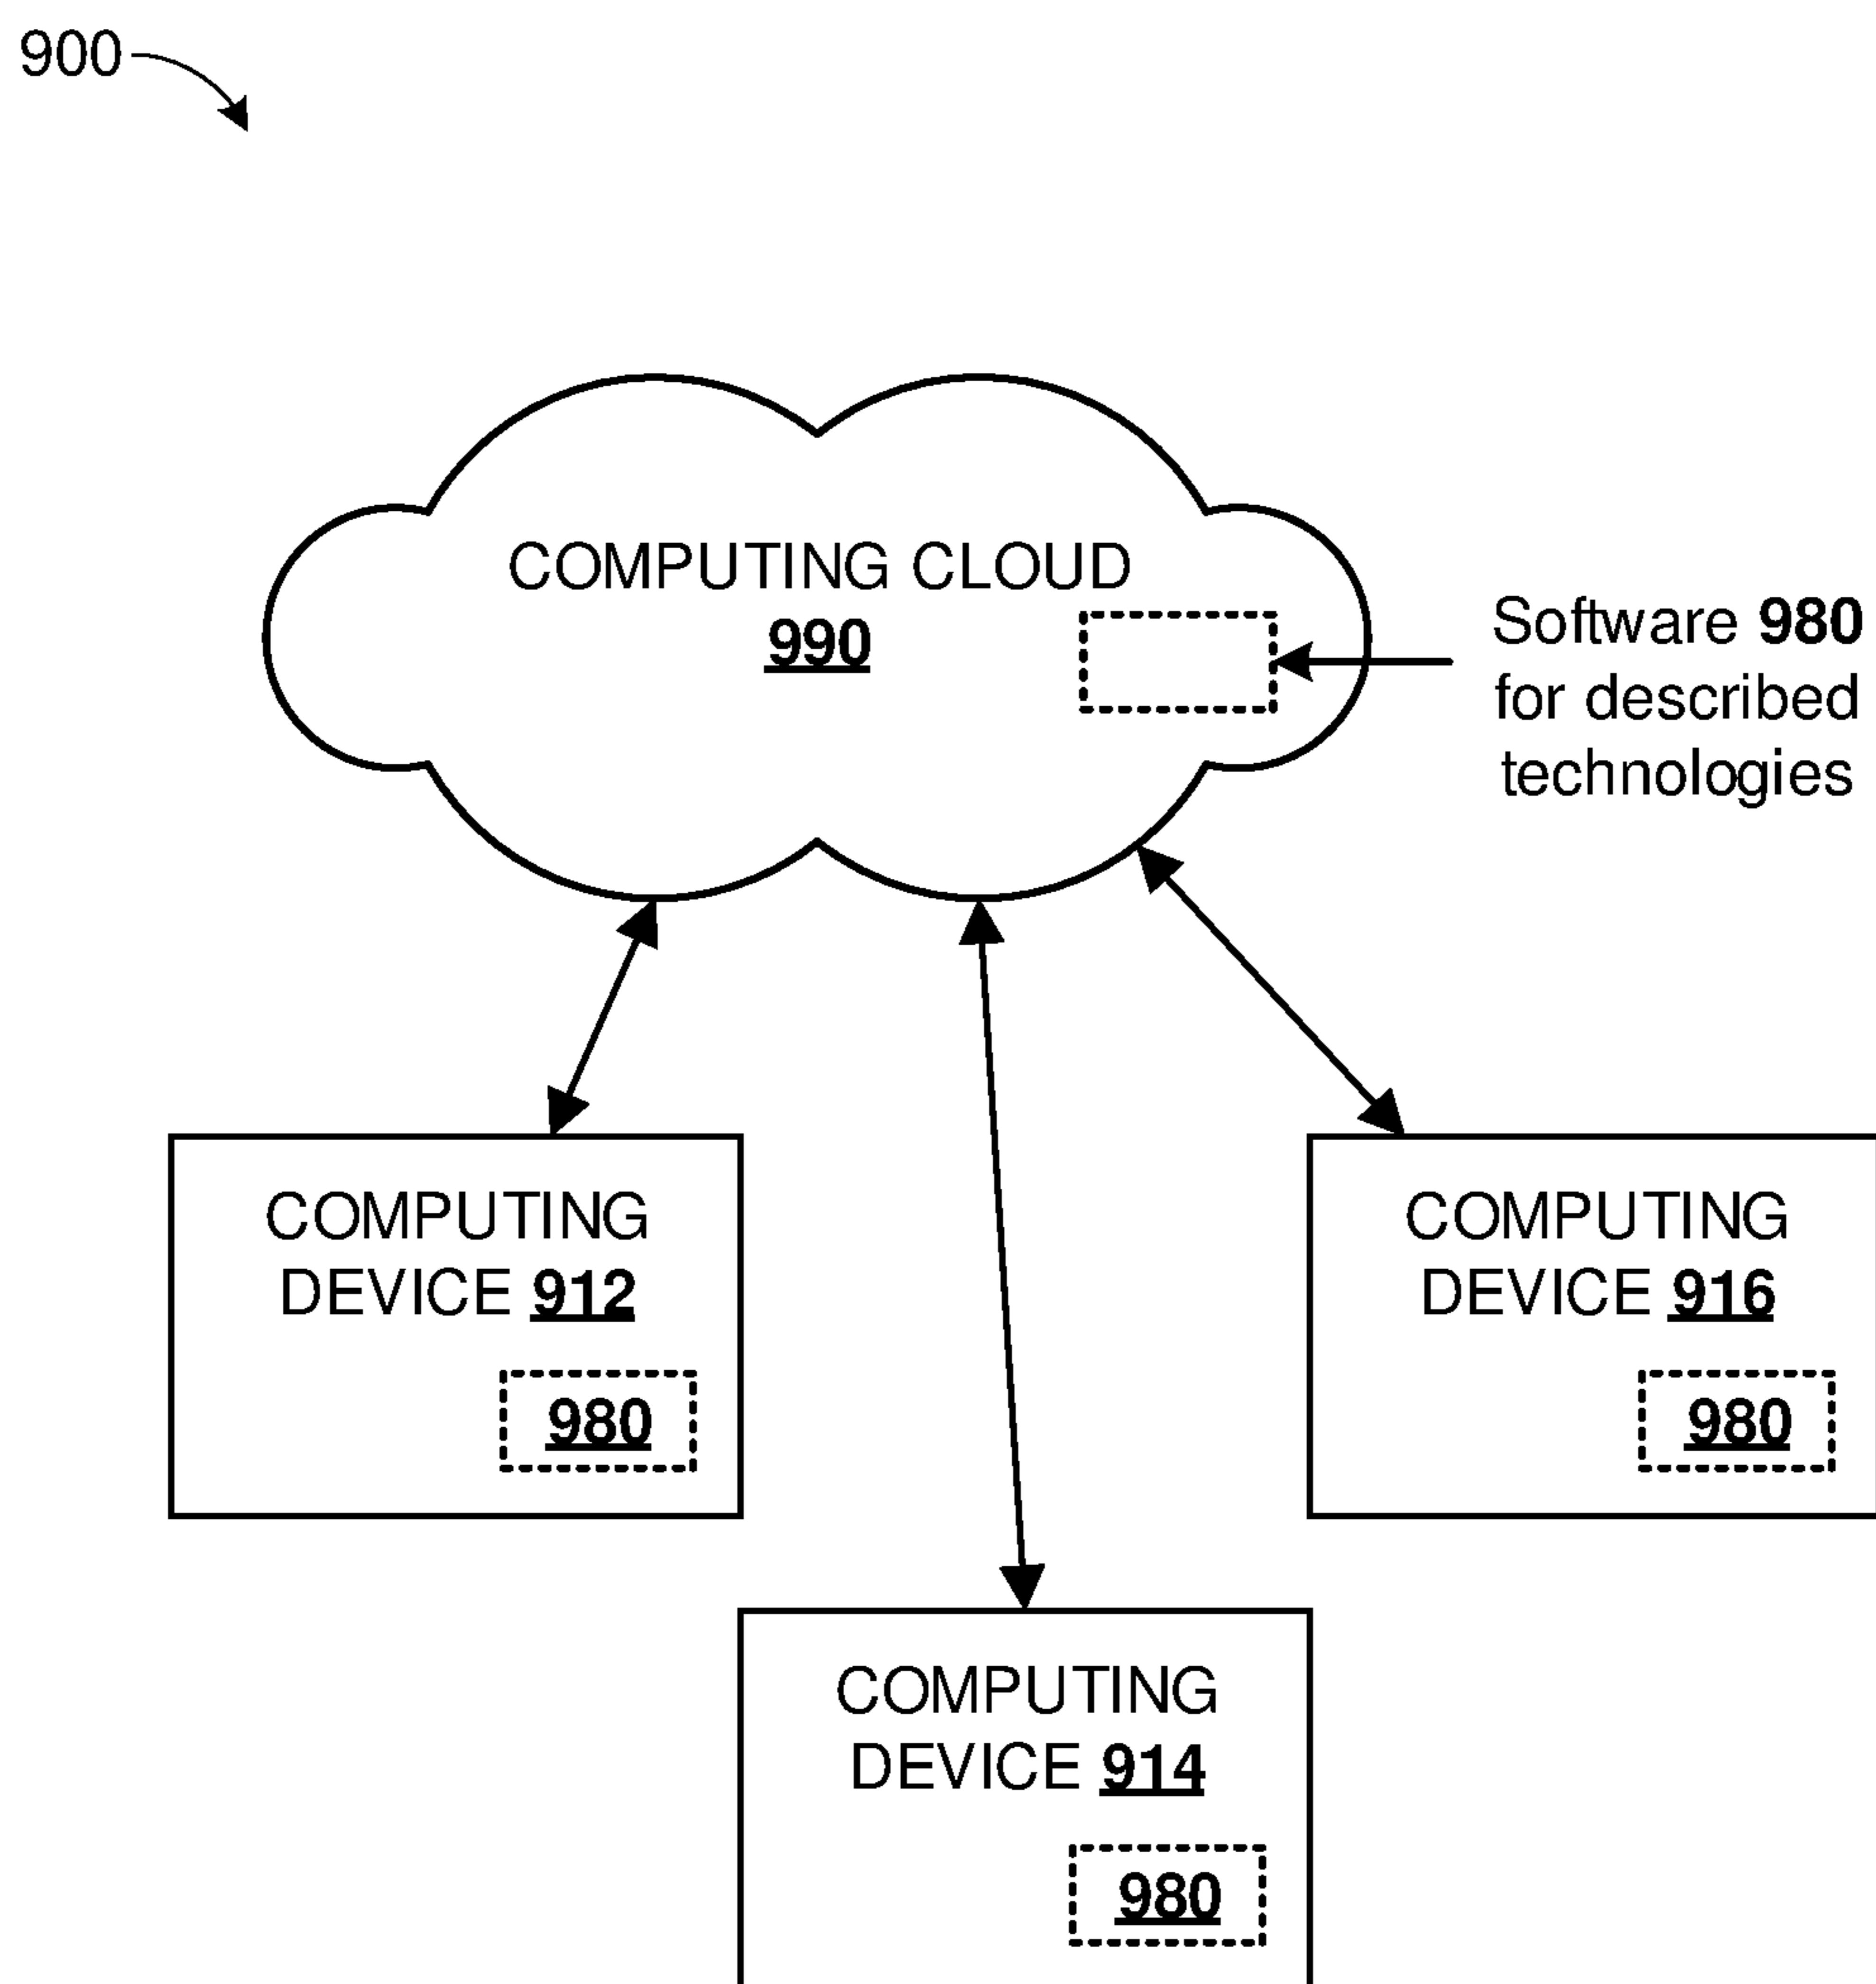 900
COMPUTING CLOUD
990
Software 980
for described
technologies
COMPUTING
DEVICE 912
980
COMPUTING
DEVICE 916
980
COMPUTING
DEVICE 914
980